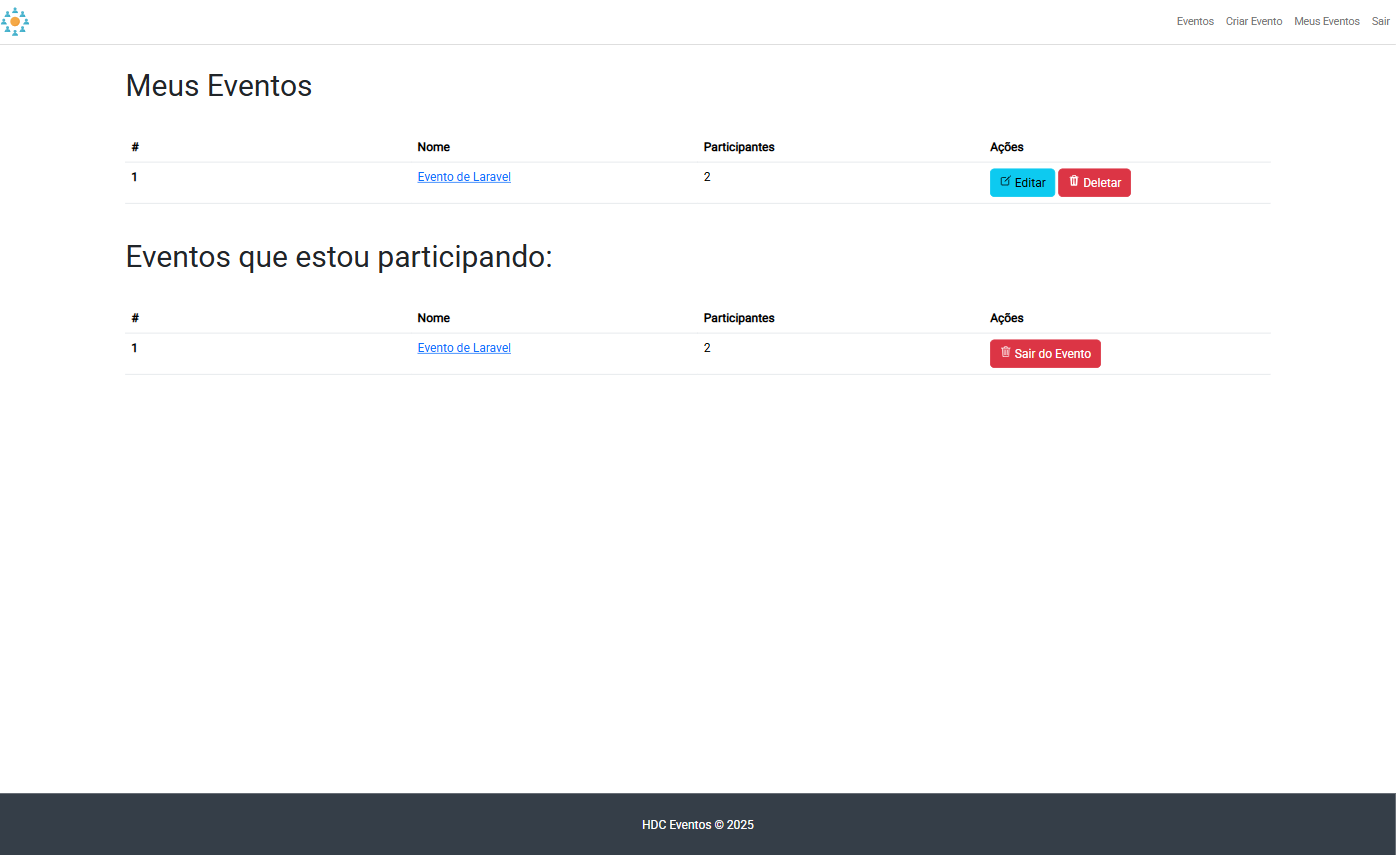 Eventos Criar Evento Meus Eventos Sair
Meus Eventos
# Nome Participantes Ações
1 Evento de Laravel 2 Editar Deletar
Eventos que estou participando:
# Nome Participantes Ações
1 Evento de Laravel 2 Sair do Evento
HDC Eventos © 2025